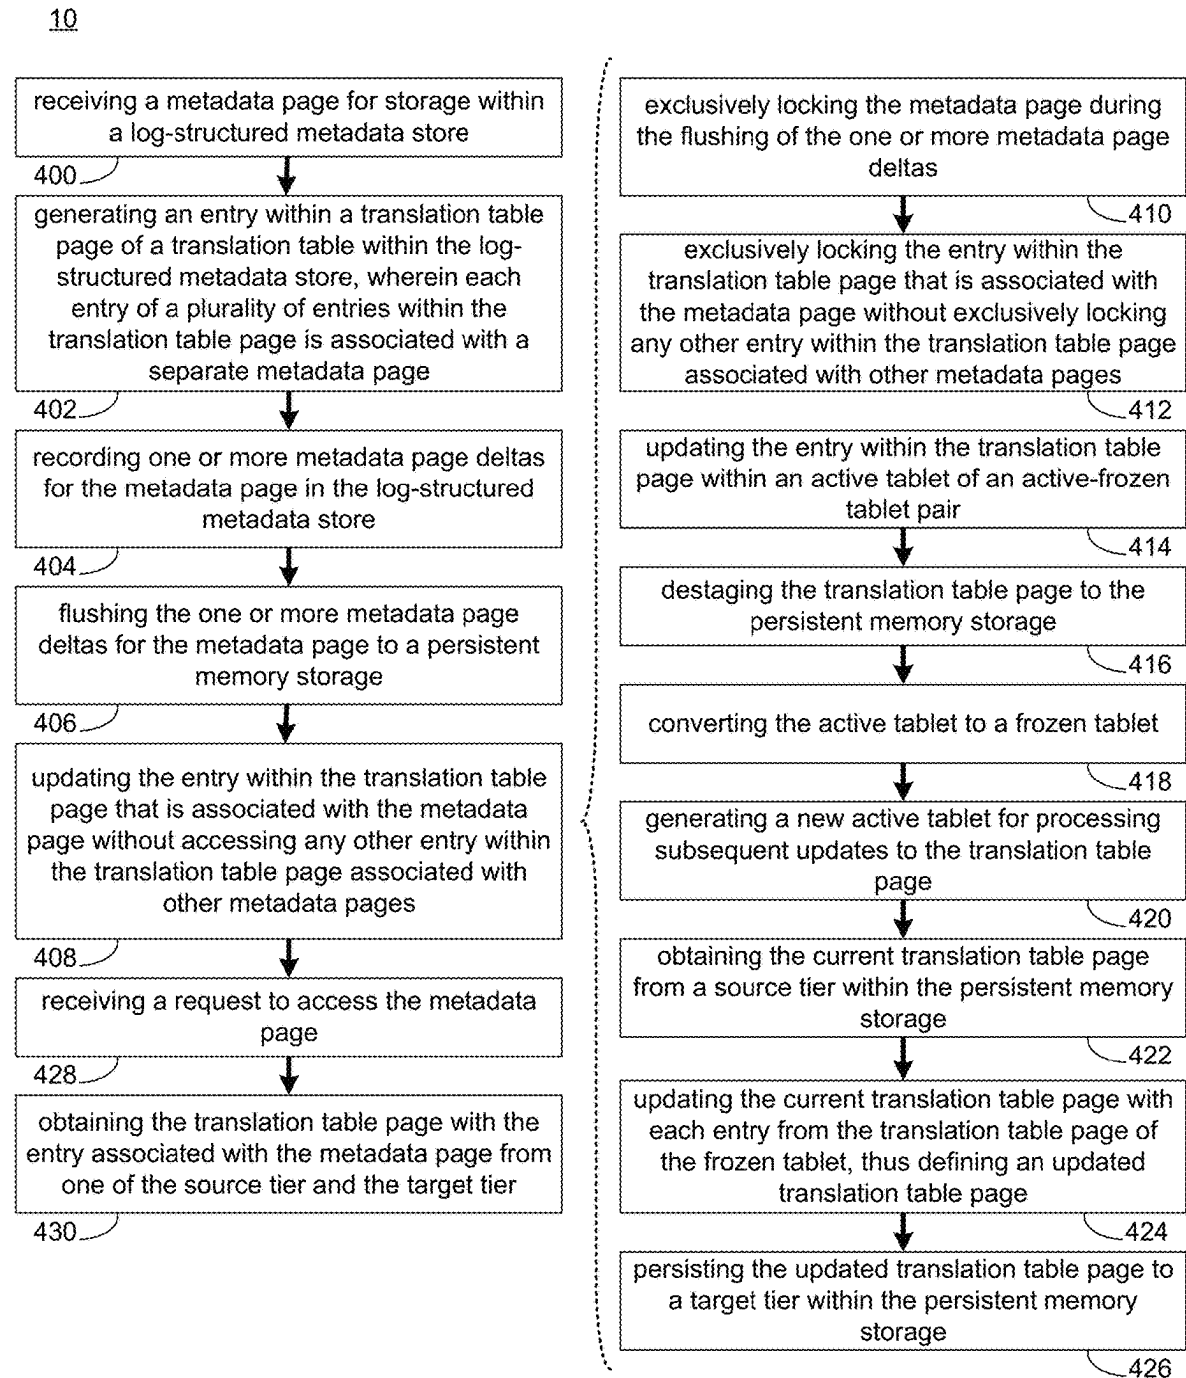 10
receiving a metadata page for storage within
a log-structured metadata store
400
generating an entry within a translation table
page of a translation table within the log-
structured metadata store, wherein each
entry of a plurality of entries within the
translation table page is associated with a
separate metadata page
402
recording one or more metadata page deltas
for the metadata page in the log-structured
metadata store
404
flushing the one or more metadata page
deltas for the metadata page to a persistent
memory storage
406
updating the entry within the translation table
page that is associated with the metadata
page without accessing any other entry within
the translation table page associated with
other metadata pages
408
receiving a request to access the metadata
page
428
obtaining the translation table page with the
entry associated with the metadata page from
one of the source tier and the target tier
430
exclusively locking the metadata page during
the flushing of the one or more metadata page
deltas
410
exclusively locking the entry within the
translation table page that is associated with
the metadata page without exclusively locking
any other entry within the translation table page
associated with other metadata pages
412
updating the entry within the translation table
page within an active tablet of an active-frozen
tablet pair
414
destaging the translation table page to the
persistent memory storage
416
converting the active tablet to a frozen tablet
418
generating a new active tablet for processing
subsequent updates to the translation table
page
420
obtaining the current translation table page
from a source tier within the persistent memory
storage
422
updating the current translation table page with
each entry from the translation table page of
the frozen tablet, thus defining an updated
translation table page
424
persisting the updated translation table page to
a target tier within the persistent memory
storage
426